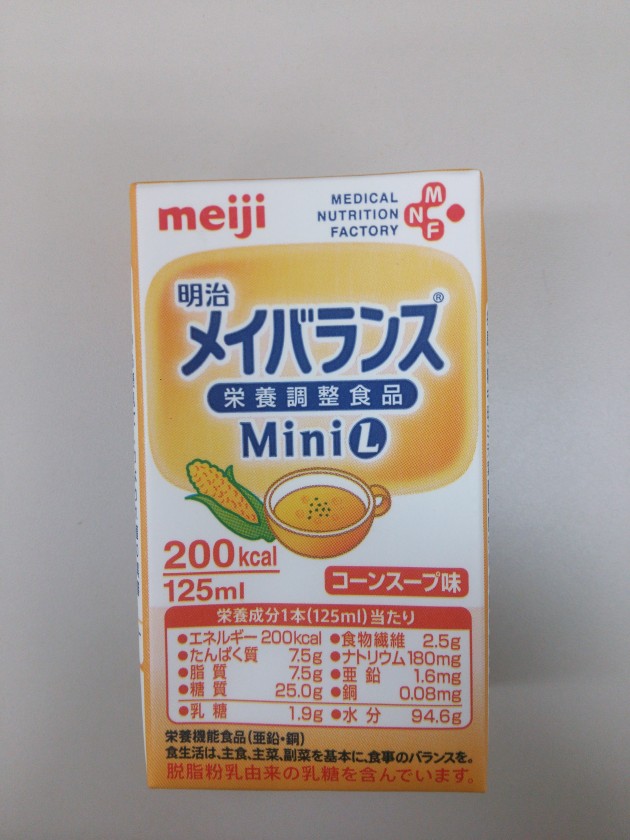 meiji
MEDICAL
NUTRITION
FACTORY
M
N
F
明治
メイバランス®
栄養調整食品
Mini L
200kcal
125ml
コーンスープ味
栄養成分1本(125ml)当たり
●エネルギー 200kcal ●食物繊維 2.5g
●たんぱく質 7.5g ●ナトリウム 180mg
●脂質 7.5g ●亜鉛 1.6mg
●糖質 25.0g ●銅 0.08mg
●乳糖 1.9g ●水分 94.6g
栄養機能食品(亜鉛・銅)
食生活は、主食、主菜、副菜を基本に、食事のバランスを。
脱脂粉乳由来の乳糖を含んでいます。